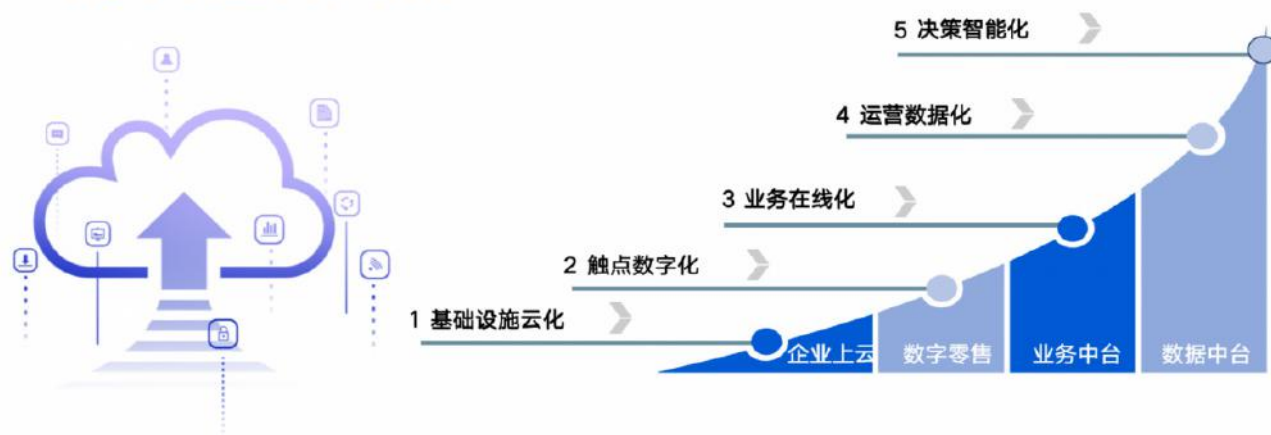 5 决策智能化
4 运营数据化
3 业务在线化
2 触点数字化
1 基础设施云化
企业上云 数字零售 业务中台 数据中台